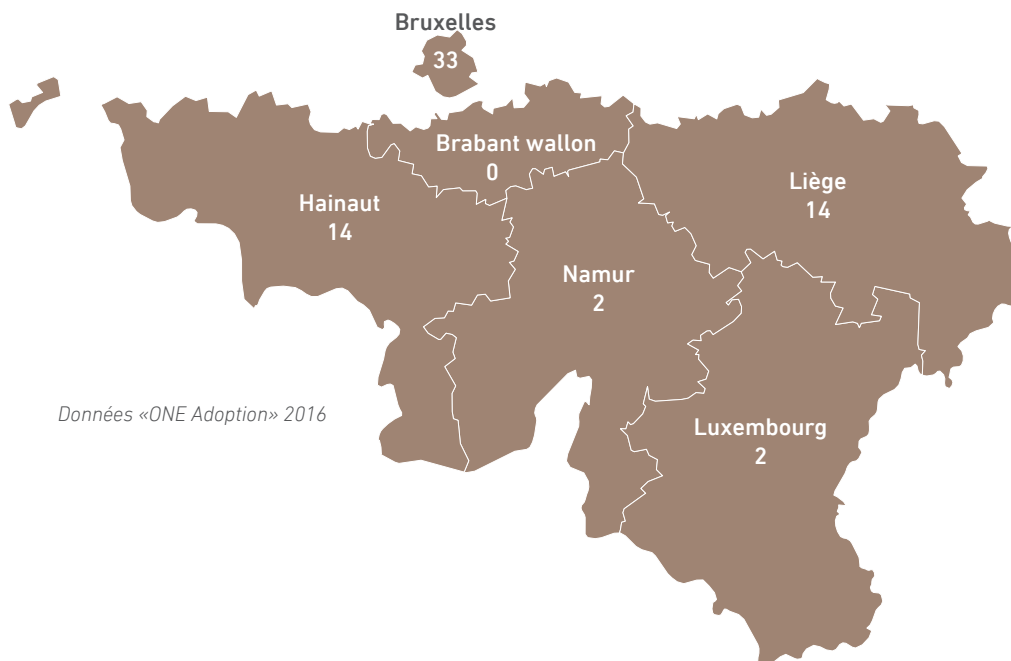 Bruxelles
33
Brabant wallon
0
Hainaut
14
Liège
14
Namur
2
Données «ONE Adoption» 2016
Luxembourg
2